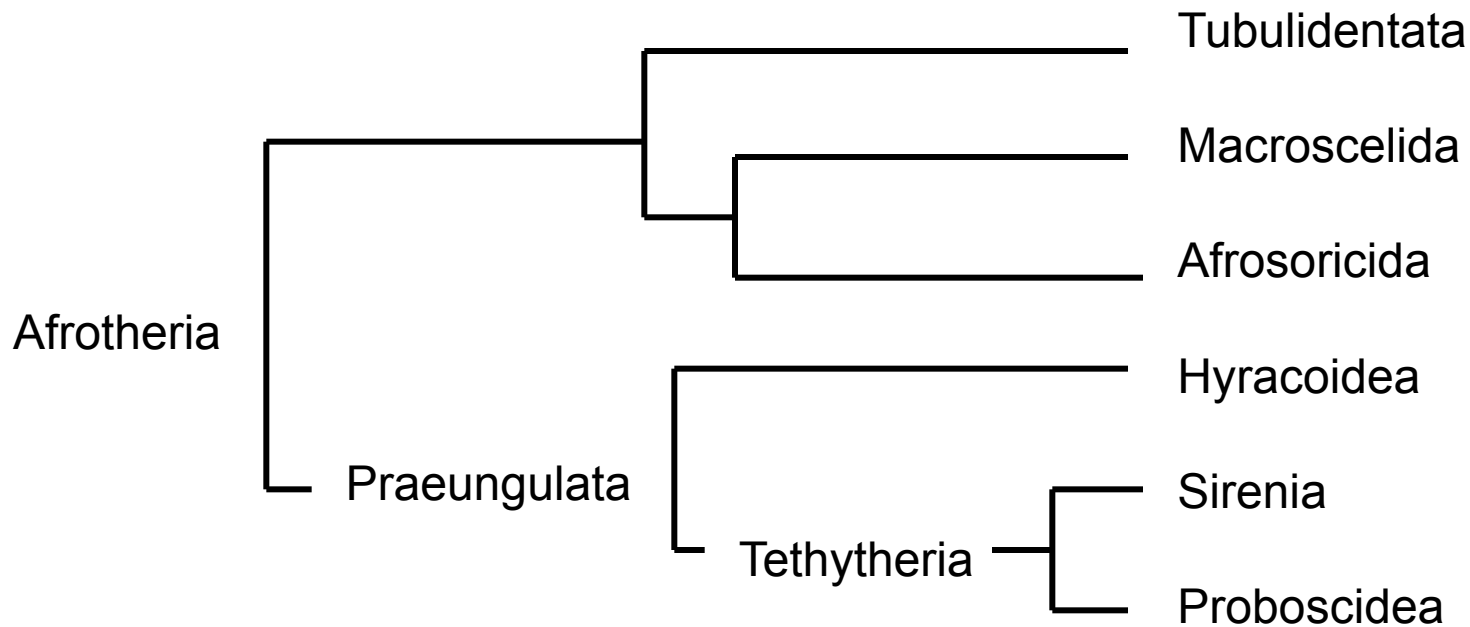 Tubulidentata
Macroscelida
Afrosoricida
Afrotheria
Hyracoidea
Praeungulata
Sirenia
Tethytheria
Proboscidea